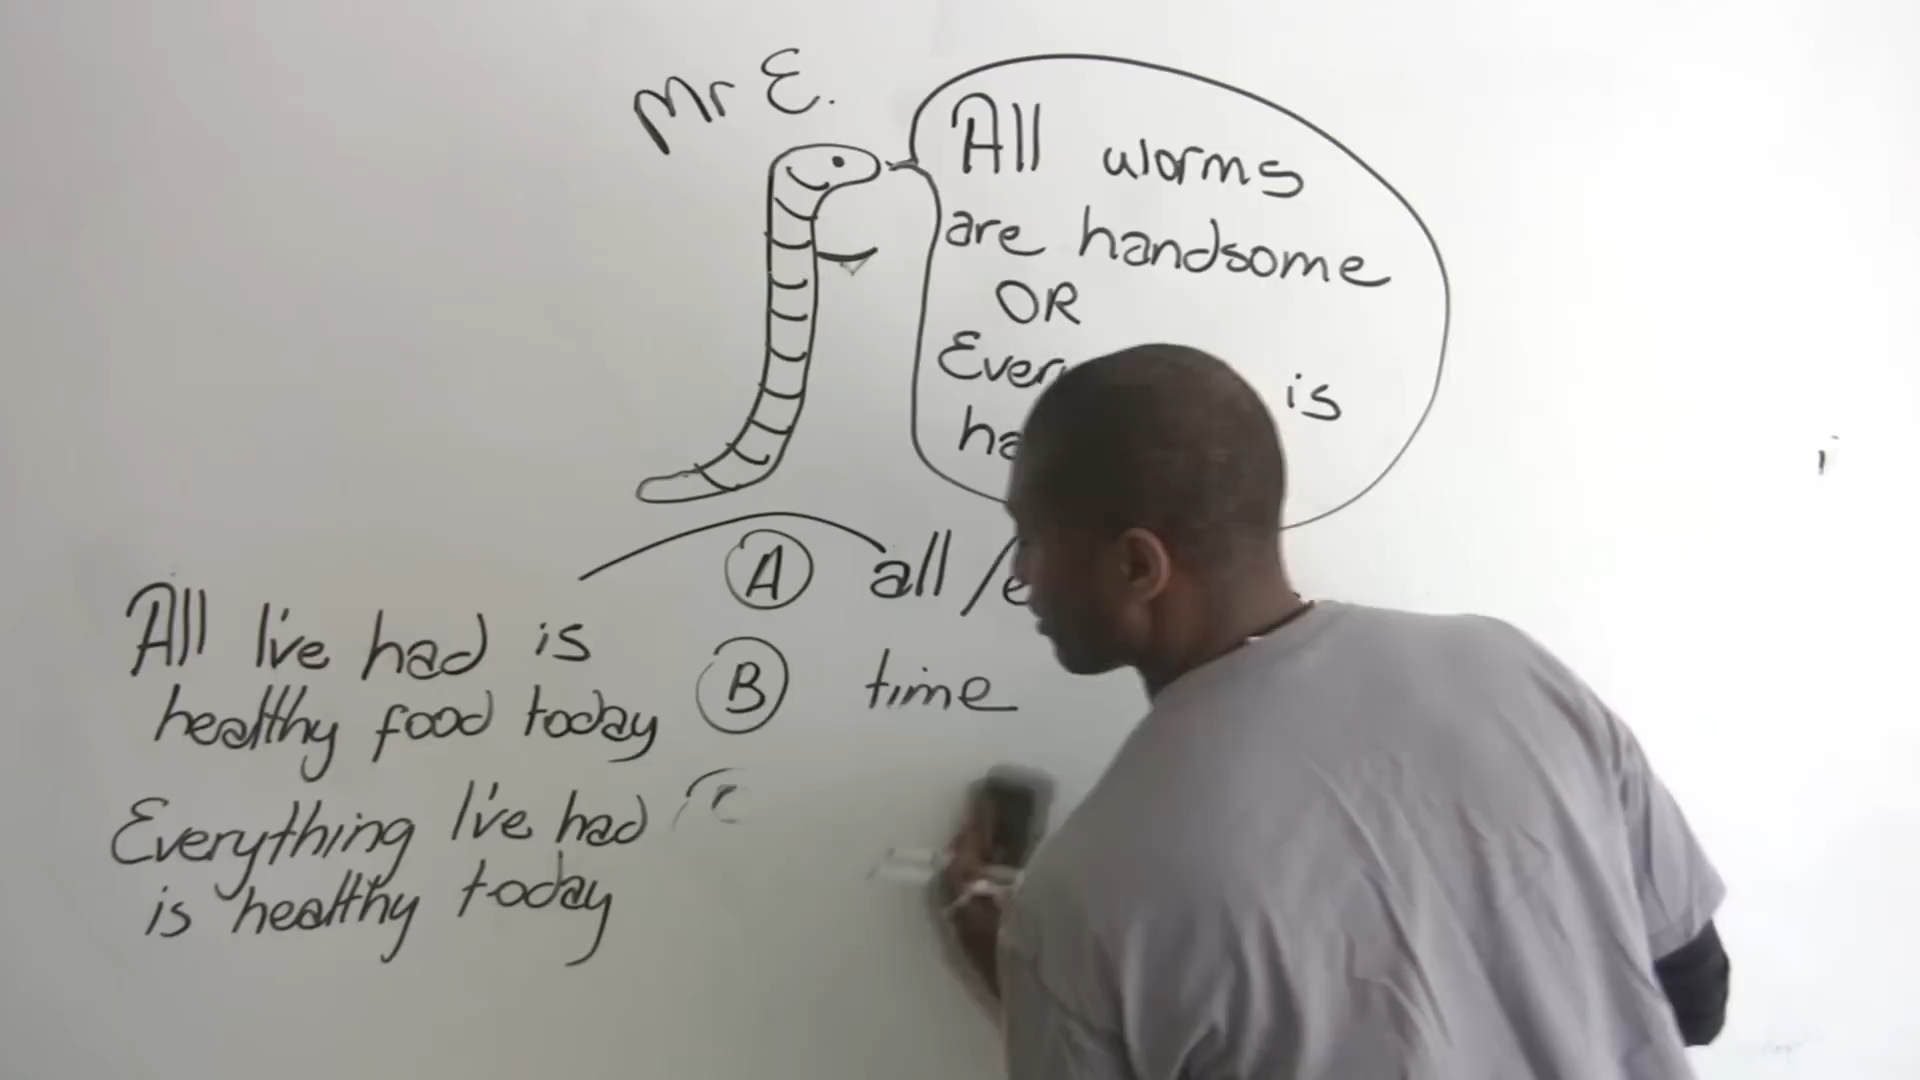 Mr E.
All worms
are handsome
OR
is
A all /
B time
All I've had is
healthy food today
Everything I've had
is healthy today